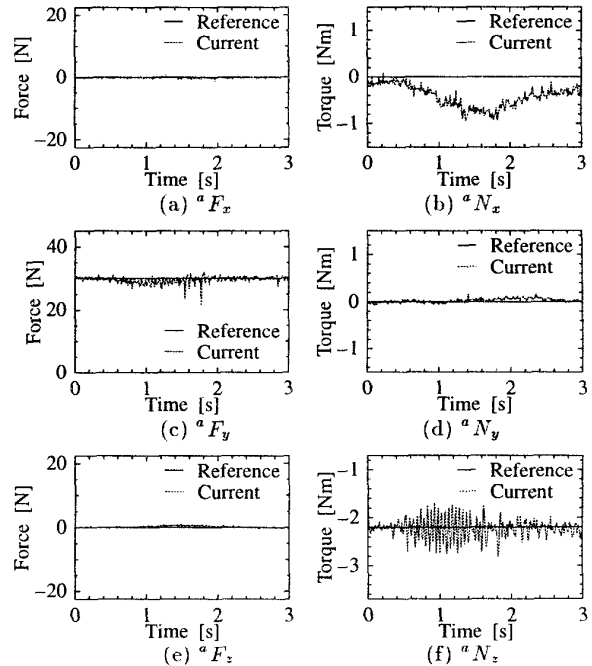 Force [N]
20
0
−20
Reference
Current
0 1 2 3
Time [s]
(a) ᵃFₓ
Torque [Nm]
0
−1
Reference
Current
0 1 2 3
Time [s]
(b) ᵃNₓ
Force [N]
40
20
0
Reference
Current
0 1 2 3
Time [s]
(c) ᵃF_y
Torque [Nm]
1
0
−1
Reference
Current
0 1 2 3
Time [s]
(d) ᵃN_y
Force [N]
20
0
−20
Reference
Current
0 1 2 3
Time [s]
(e) ᵃF_z
Torque [Nm]
−1
−2
−3
Reference
Current
0 1 2 3
Time [s]
(f) ᵃN_z